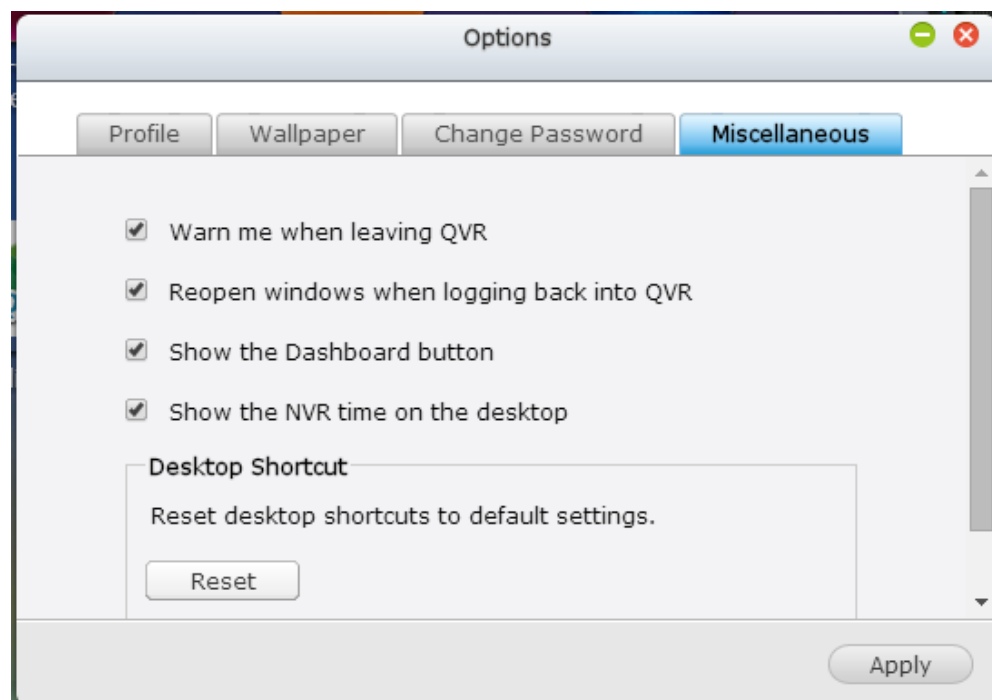 Options
Profile Wallpaper Change Password Miscellaneous
Warn me when leaving QVR
Reopen windows when logging back into QVR
Show the Dashboard button
Show the NVR time on the desktop
Desktop Shortcut
Reset desktop shortcuts to default settings.
Reset
Apply